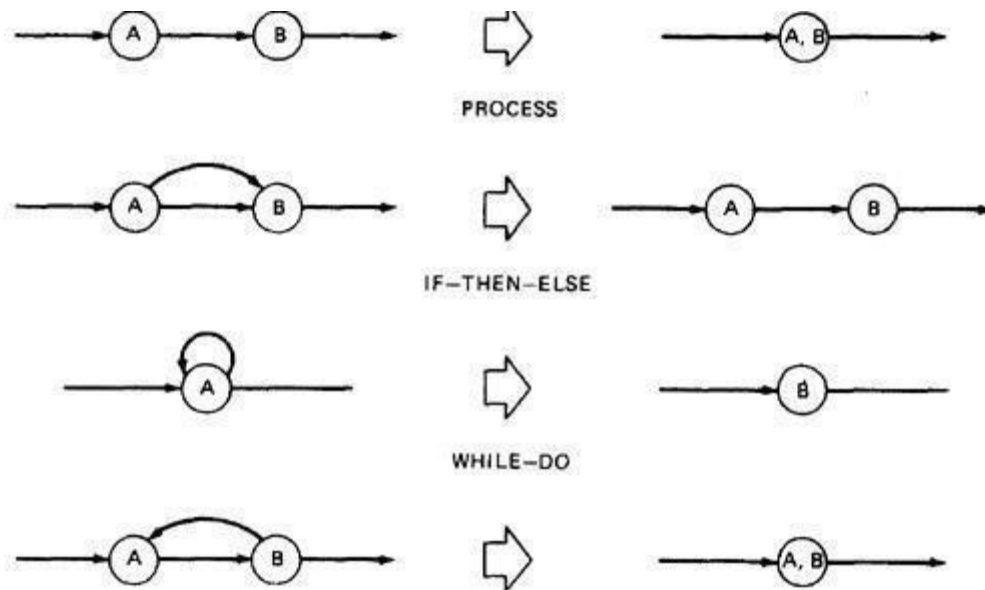 A B A, B
PROCESS
A B A B
IF-THEN-ELSE
A B
WHILE-DO
A B A, B